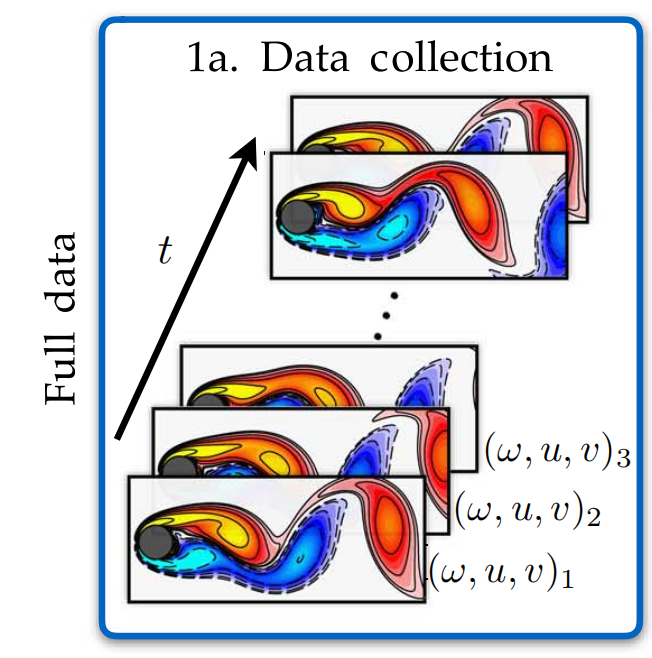 1a. Data collection
Full data
t
(ω, u, v)₃
(ω, u, v)₂
(ω, u, v)₁